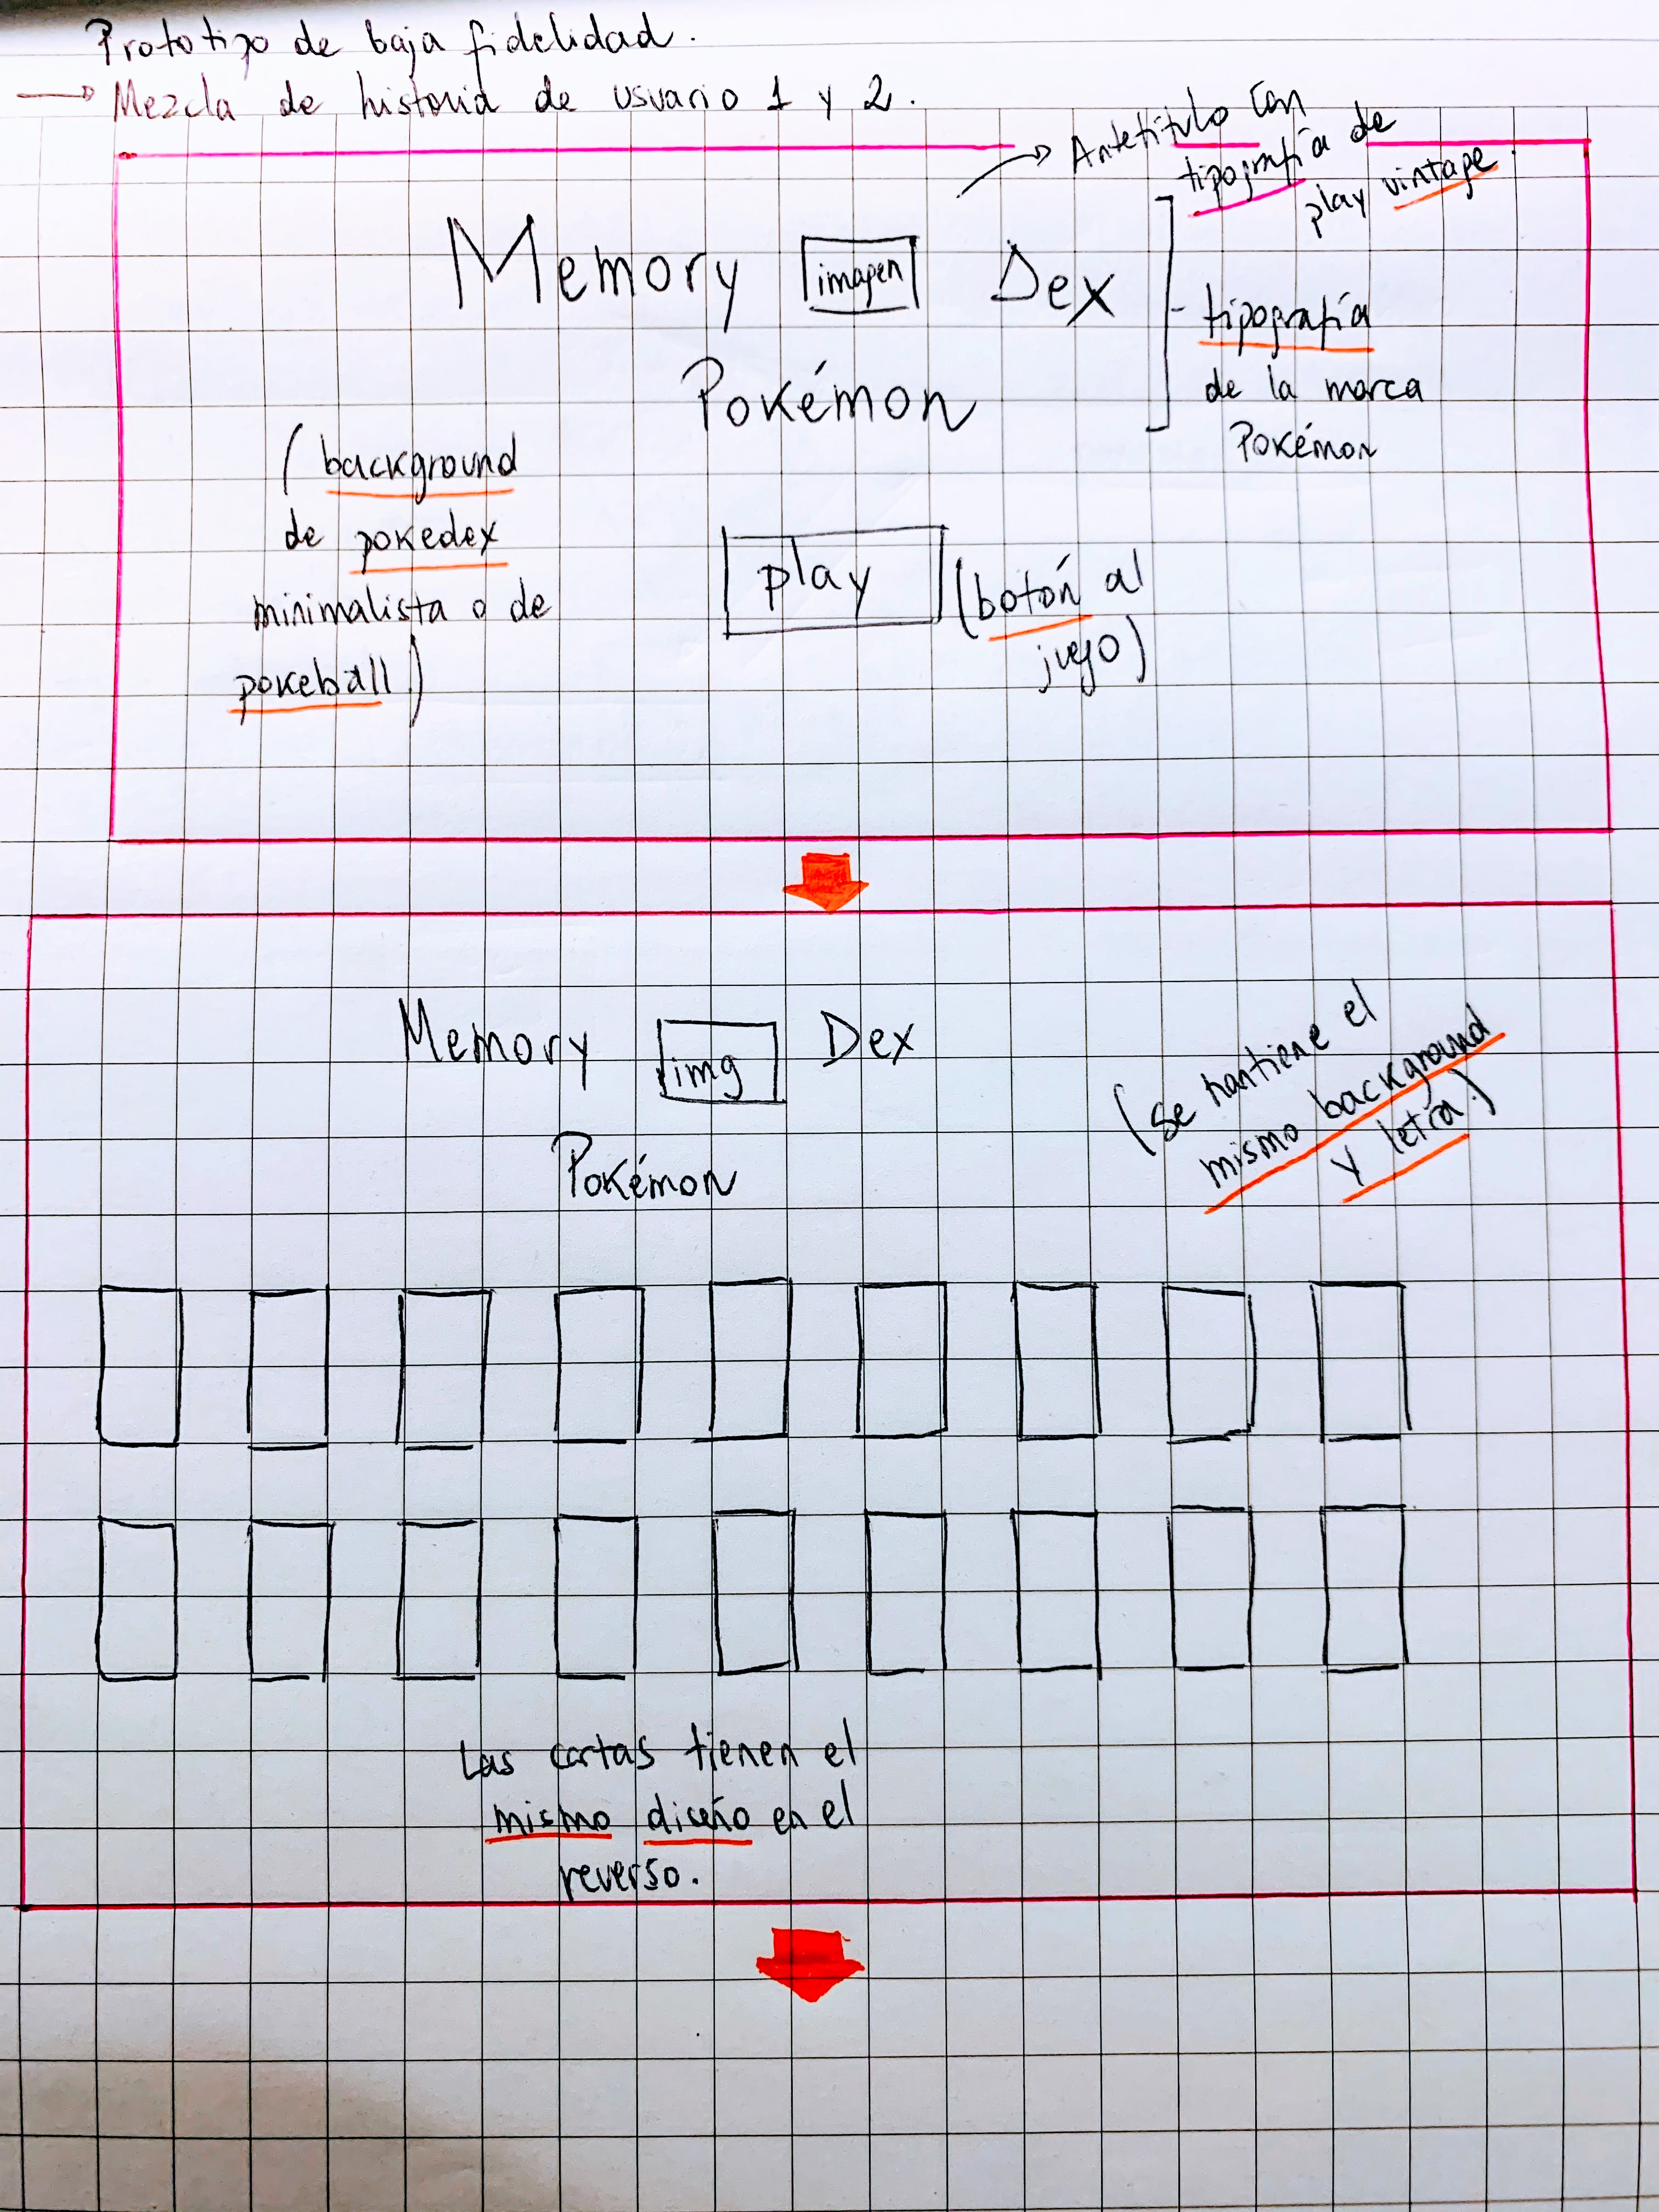 Prototipo de baja fidelidad.
→ Mezcla de historia de usuario 1 y 2.
→ Antetítulo con
tipografía de
play vintage
Memory imagen Dex
Pokémon
tipografía
de la marca
Pokémon
(background
de pokedex
minimalista o de
pokeball)
play
(botón al
juego)
Memory img Dex
Pokémon
(se mantiene el
mismo background
y letra.)
Las cartas tienen el
mismo diseño en el
reverso.